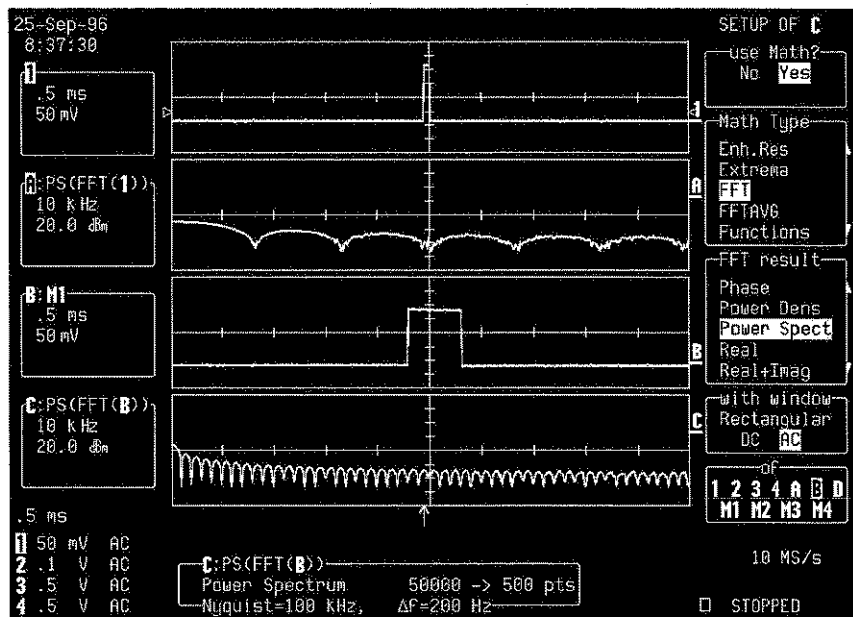 25-Sep-96
8:37:30
1
.5 ms
50 mV
A:PS(FFT(1))
10 kHz
20.0 dBm
B:M1
.5 ms
50 mV
C:PS(FFT(B))
10 kHz
20.0 dBm
.5 ms
1 50 mV AC
2 .1 V AC
3 .5 V AC
4 .5 V AC
1
A
B
C
C:PS(FFT(B))
Power Spectrum 50000 -> 500 pts
Nyquist=100 KHz, Δf=200 Hz
SETUP OF C
use Math?
No Yes
Math Type
Enh.Res
Extrema
FFT
FFTAVG
Functions
FFT result
Phase
Power Dens
Power Spect
Real
Real+Imag
with window
Rectangular
DC AC
of
1 2 3 4 A B D
M1 M2 M3 M4
10 MS/s
STOPPED